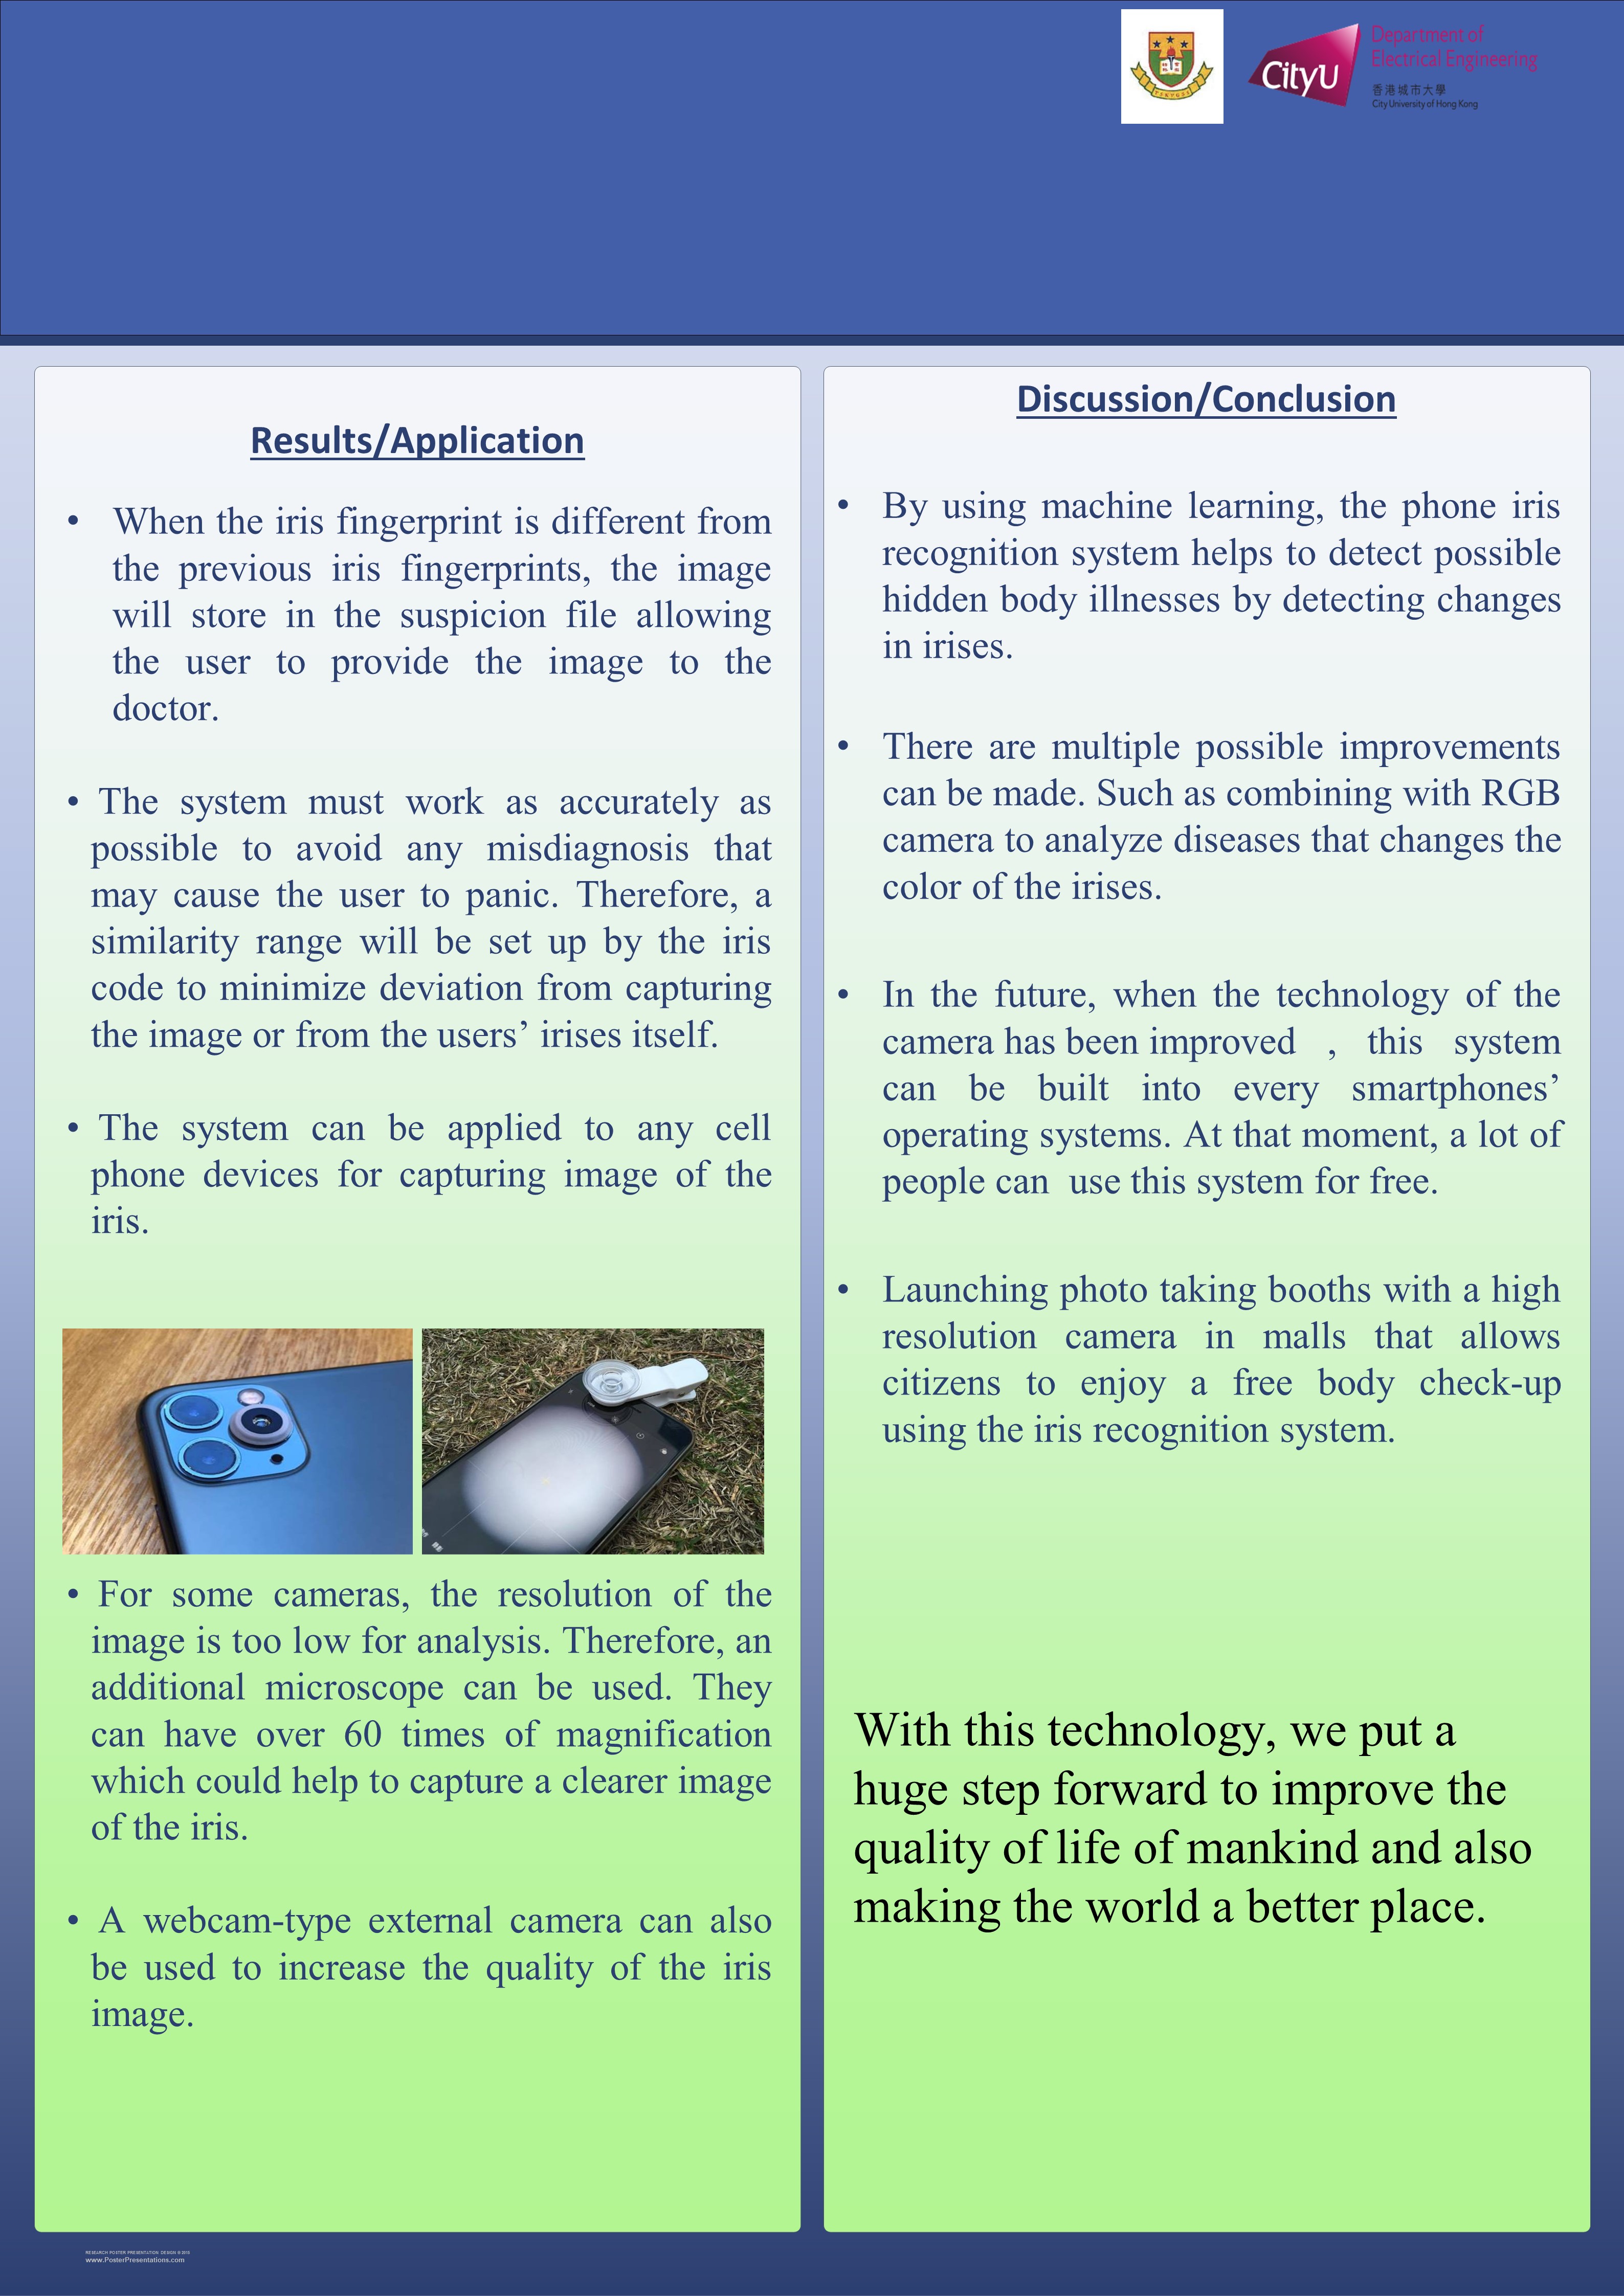 CityU
Department of
Electrical Engineering
香港城市大學
City University of Hong Kong
Results/Application
• When the iris fingerprint is different from
the previous iris fingerprints, the image
will store in the suspicion file allowing
the user to provide the image to the
doctor.
• The system must work as accurately as
possible to avoid any misdiagnosis that
may cause the user to panic. Therefore, a
similarity range will be set up by the iris
code to minimize deviation from capturing
the image or from the users’ irises itself.
• The system can be applied to any cell
phone devices for capturing image of the
iris.
• For some cameras, the resolution of the
image is too low for analysis. Therefore, an
additional microscope can be used. They
can have over 60 times of magnification
which could help to capture a clearer image
of the iris.
• A webcam-type external camera can also
be used to increase the quality of the iris
image.
Discussion/Conclusion
• By using machine learning, the phone iris
recognition system helps to detect possible
hidden body illnesses by detecting changes
in irises.
• There are multiple possible improvements
can be made. Such as combining with RGB
camera to analyze diseases that changes the
color of the irises.
• In the future, when the technology of the
camera has been improved , this system
can be built into every smartphones’
operating systems. At that moment, a lot of
people can use this system for free.
• Launching photo taking booths with a high
resolution camera in malls that allows
citizens to enjoy a free body check-up
using the iris recognition system.
With this technology, we put a
huge step forward to improve the
quality of life of mankind and also
making the world a better place.
RESEARCH POSTER PRESENTATION DESIGN © 2015
www.PosterPresentations.com